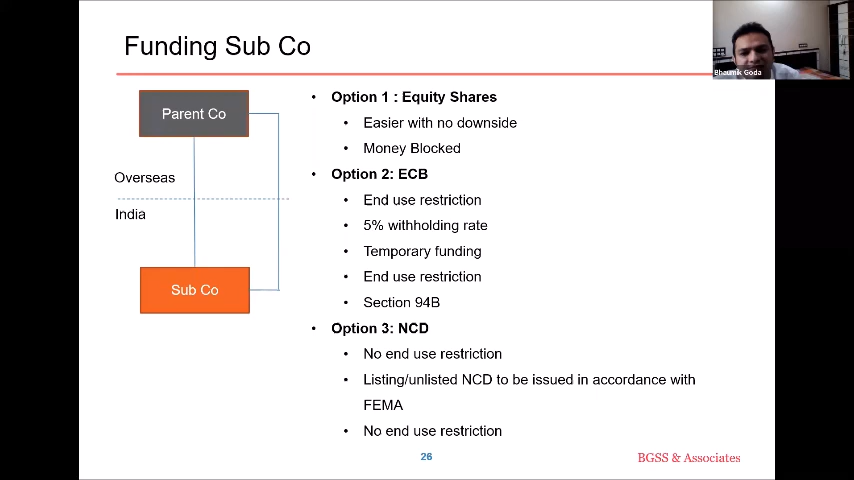 Funding Sub Co
Bhaumik Goda
Parent Co
Overseas
India
Sub Co
• Option 1 : Equity Shares
• Easier with no downside
• Money Blocked
• Option 2: ECB
• End use restriction
• 5% withholding rate
• Temporary funding
• End use restriction
• Section 94B
• Option 3: NCD
• No end use restriction
• Listing/unlisted NCD to be issued in accordance with
FEMA
• No end use restriction
26
BGSS & Associates